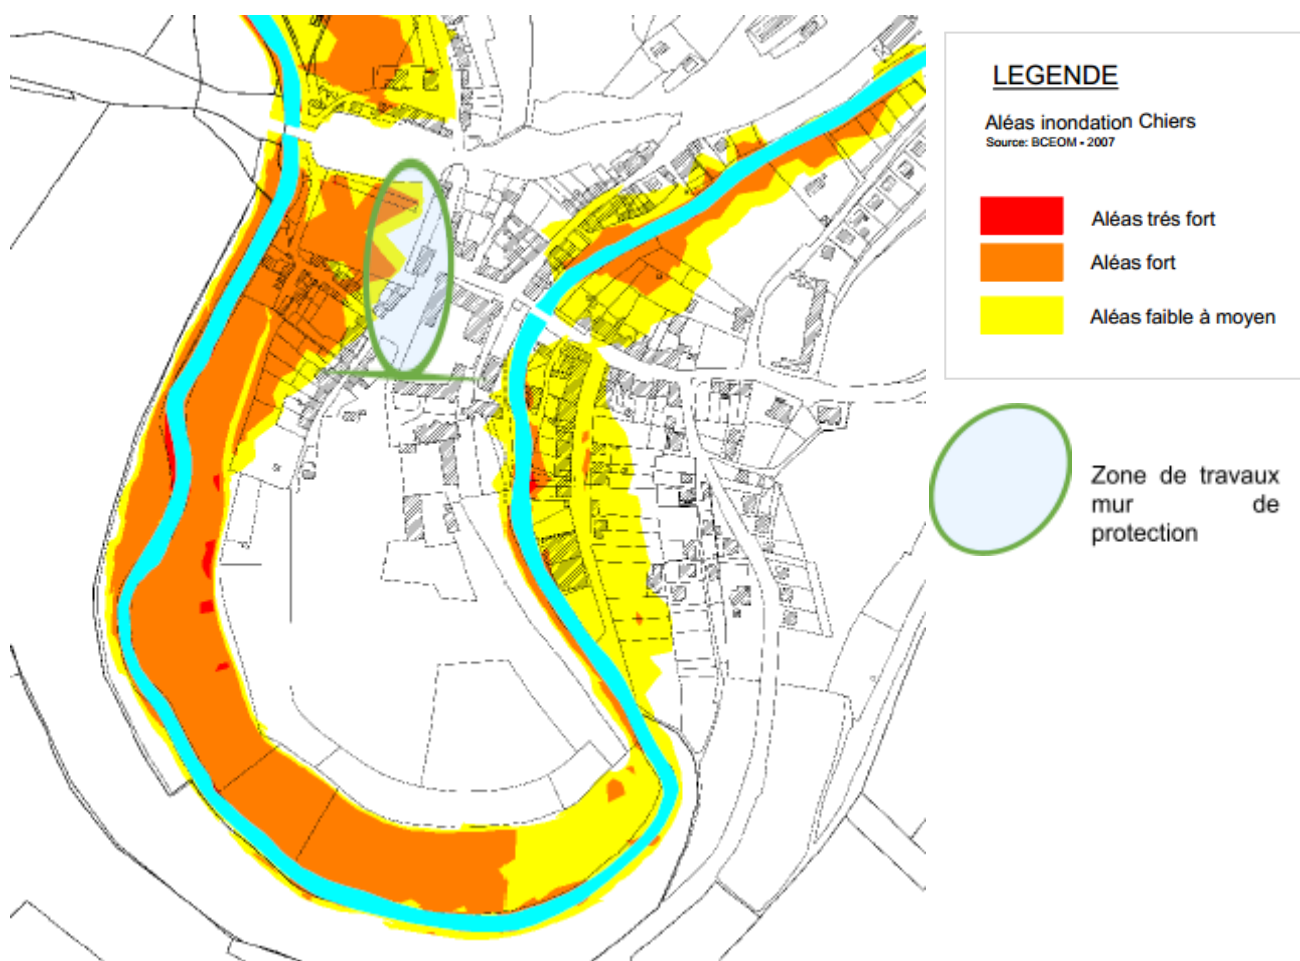 LEGENDE
Aléas inondation Chiers
Source: BCEOM - 2007
Aléas trés fort
Aléas fort
Aléas faible à moyen
Zone de travaux
mur de
protection